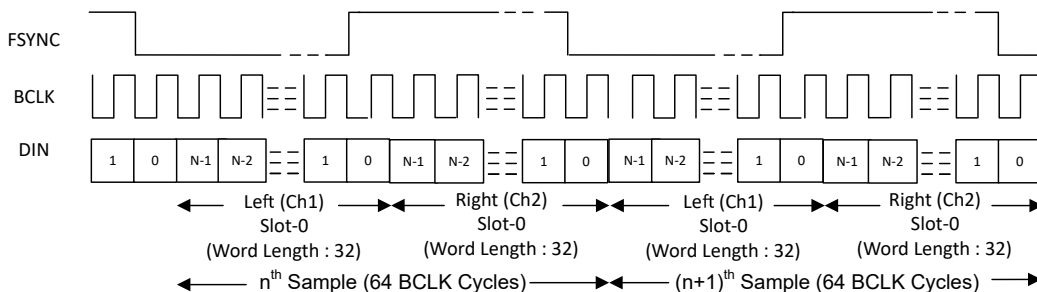 FSYNC
BCLK
DIN
1 0 N-1 N-2 1 0 N-1 N-2 1 0 N-1 N-2 1 0 N-1 N-2 1 0
Left (Ch1) Right (Ch2) Left (Ch1) Right (Ch2)
Slot-0 Slot-0 Slot-0 Slot-0
(Word Length : 32) (Word Length : 32) (Word Length : 32) (Word Length : 32)
nth Sample (64 BCLK Cycles) (n+1)th Sample (64 BCLK Cycles)